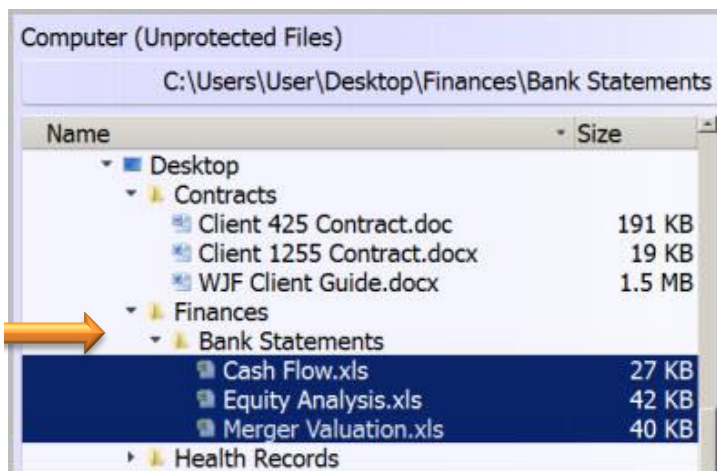 Computer (Unprotected Files)
C:\Users\User\Desktop\Finances\Bank Statements
Name Size
Desktop
Contracts
Client 425 Contract.doc 191 KB
Client 1255 Contract.docx 19 KB
WJF Client Guide.docx 1.5 MB
Finances
Bank Statements
Cash Flow.xls 27 KB
Equity Analysis.xls 42 KB
Merger Valuation.xls 40 KB
Health Records